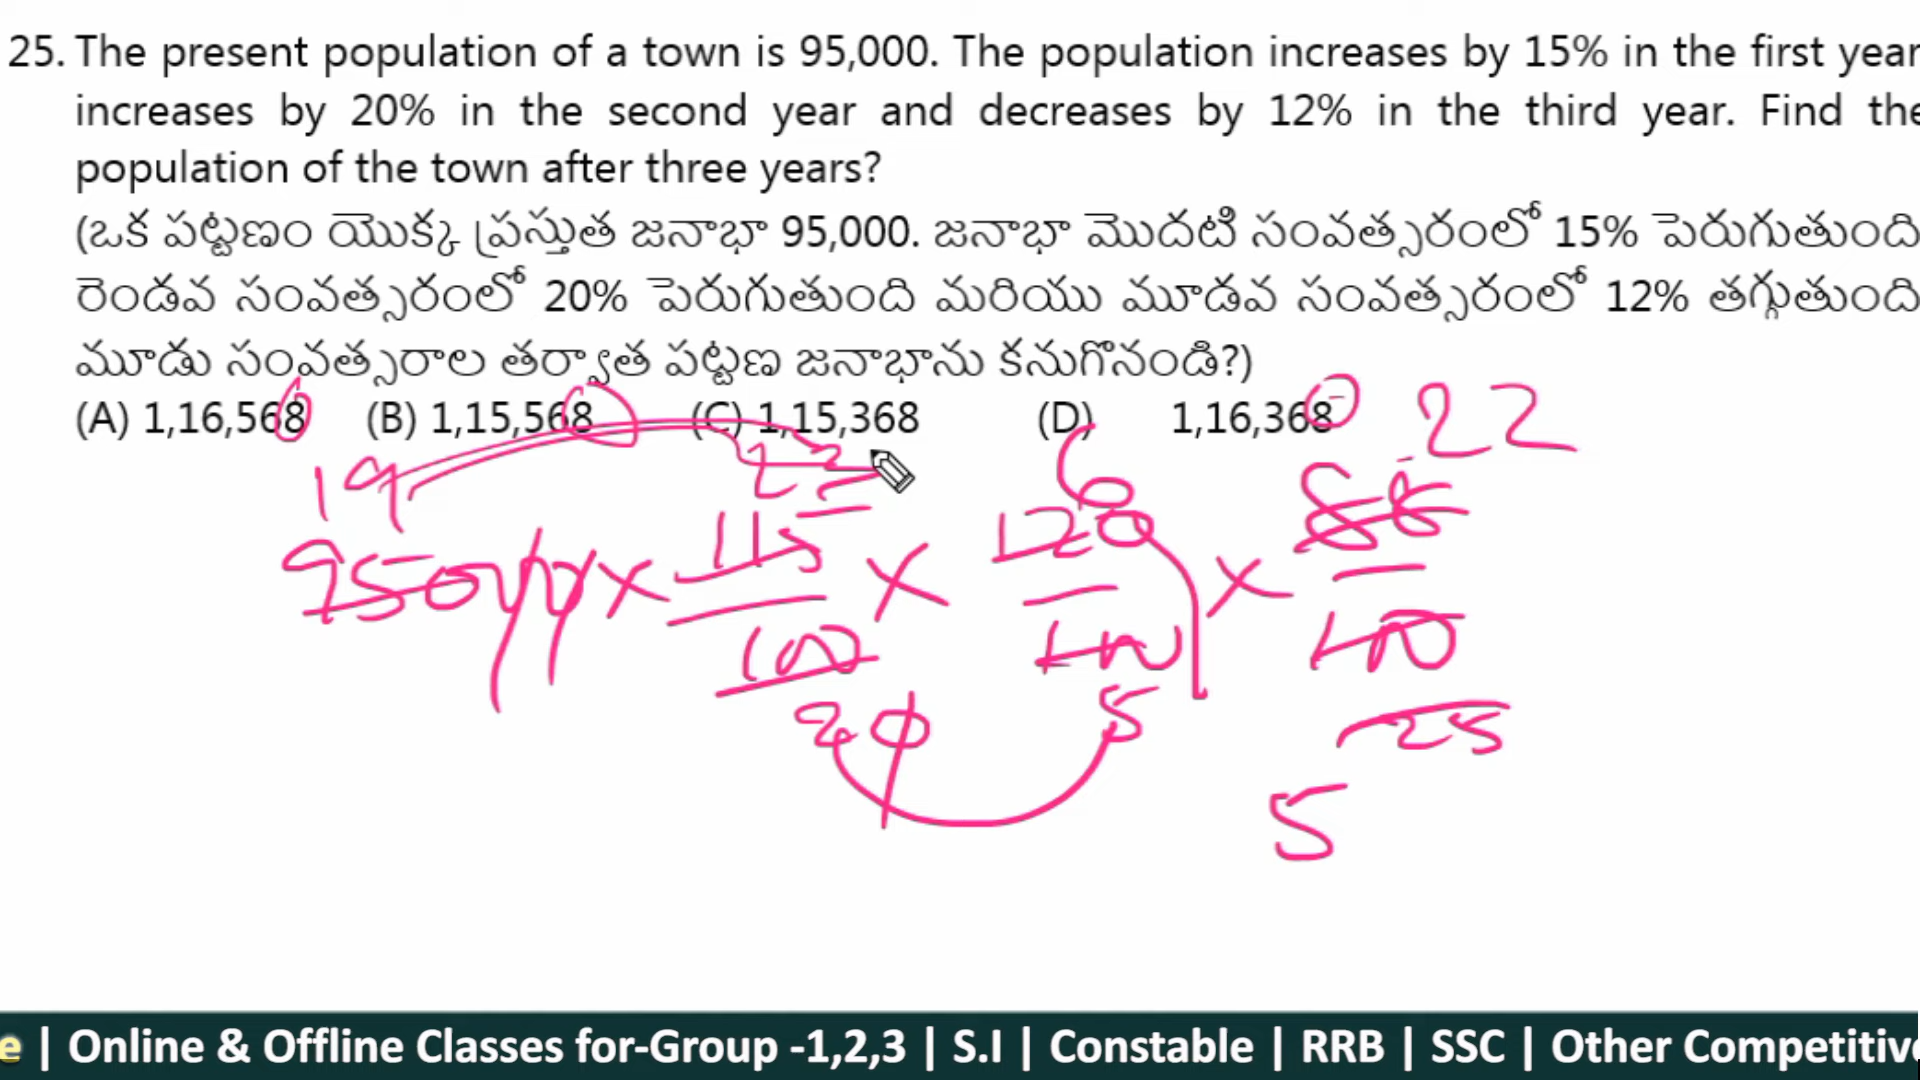 25. The present population of a town is 95,000. The population increases by 15% in the first year
increases by 20% in the second year and decreases by 12% in the third year. Find the
population of the town after three years?
(ఒక పట్టణం యొక్క ప్రస్తుత జనాభా 95,000. జనాభా మొదటి సంవత్సరంలో 15% పెరుగుతుంది
రెండవ సంవత్సరంలో 20% పెరుగుతుంది మరియు మూడవ సంవత్సరంలో 12% తగ్గుతుంది
మూడు సంవత్సరాల తర్వాత పట్టణ జనాభాను కనుగొనండి?)
(A) 1,16,568 (B) 1,15,568 (C) 1,15,368 (D) 1,16,368
22
19 23 6
95000 × 115 × 120 × 88
100 100 100
20 5 25
5
e | Online & Offline Classes for-Group -1,2,3 | S.I | Constable | RRB | SSC | Other Competitive